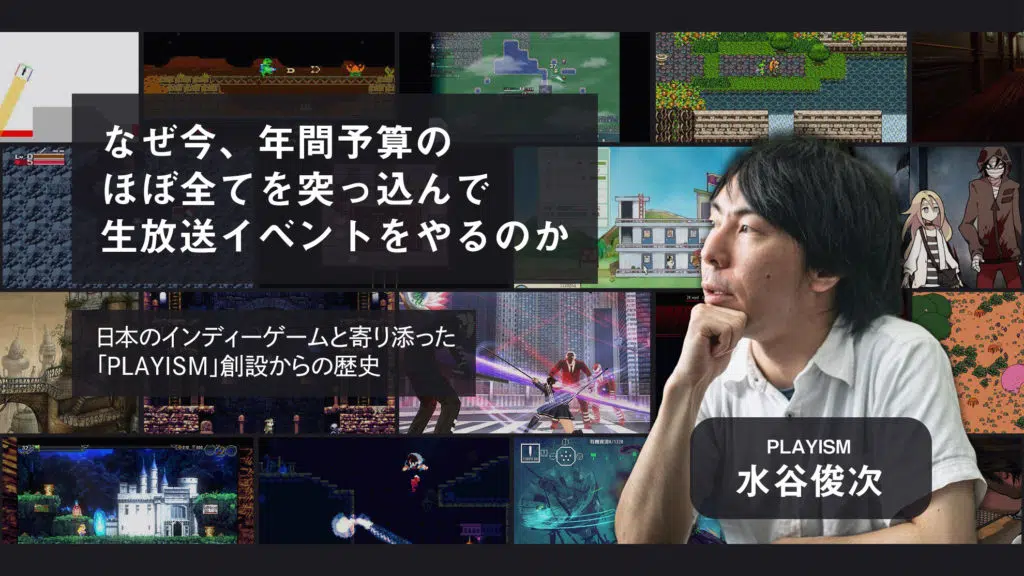 なぜ今、年間予算の
ほぼ全てを突っ込んで
生放送イベントをやるのか
日本のインディーゲームと寄り添った
「PLAYISM」創設からの歴史
PLAYISM
水谷俊次